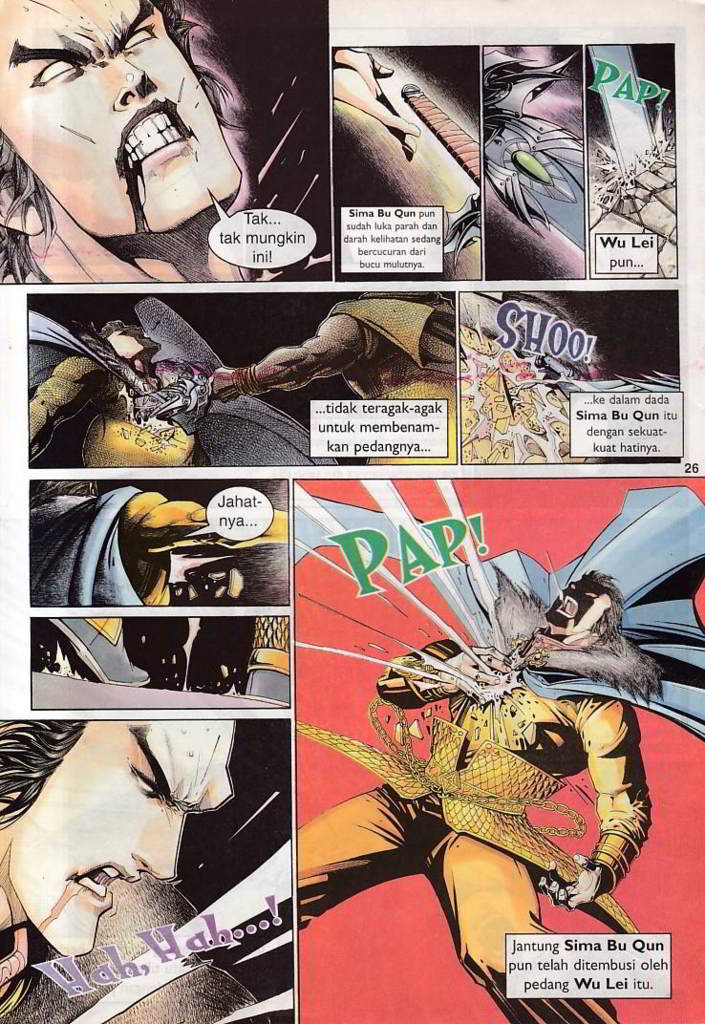 Tak...
tak mungkin
ini!
Sima Bu Qun pun
sudah luka parah dan
darah kelihatan sedang
bercucuran dari
bucu mulutnya.
PAP!
Wu Lei
pun...
...tidak teragak-agak
untuk membenam-
kan pedangnya...
SHOO!
...ke dalam dada
Sima Bu Qun itu
dengan sekuat-
kuat hatinya.
26
Jahat-
nya...
PAP!
Hah, Hah...!
Jantung Sima Bu Qun
pun telah ditembusi oleh
pedang Wu Lei itu.